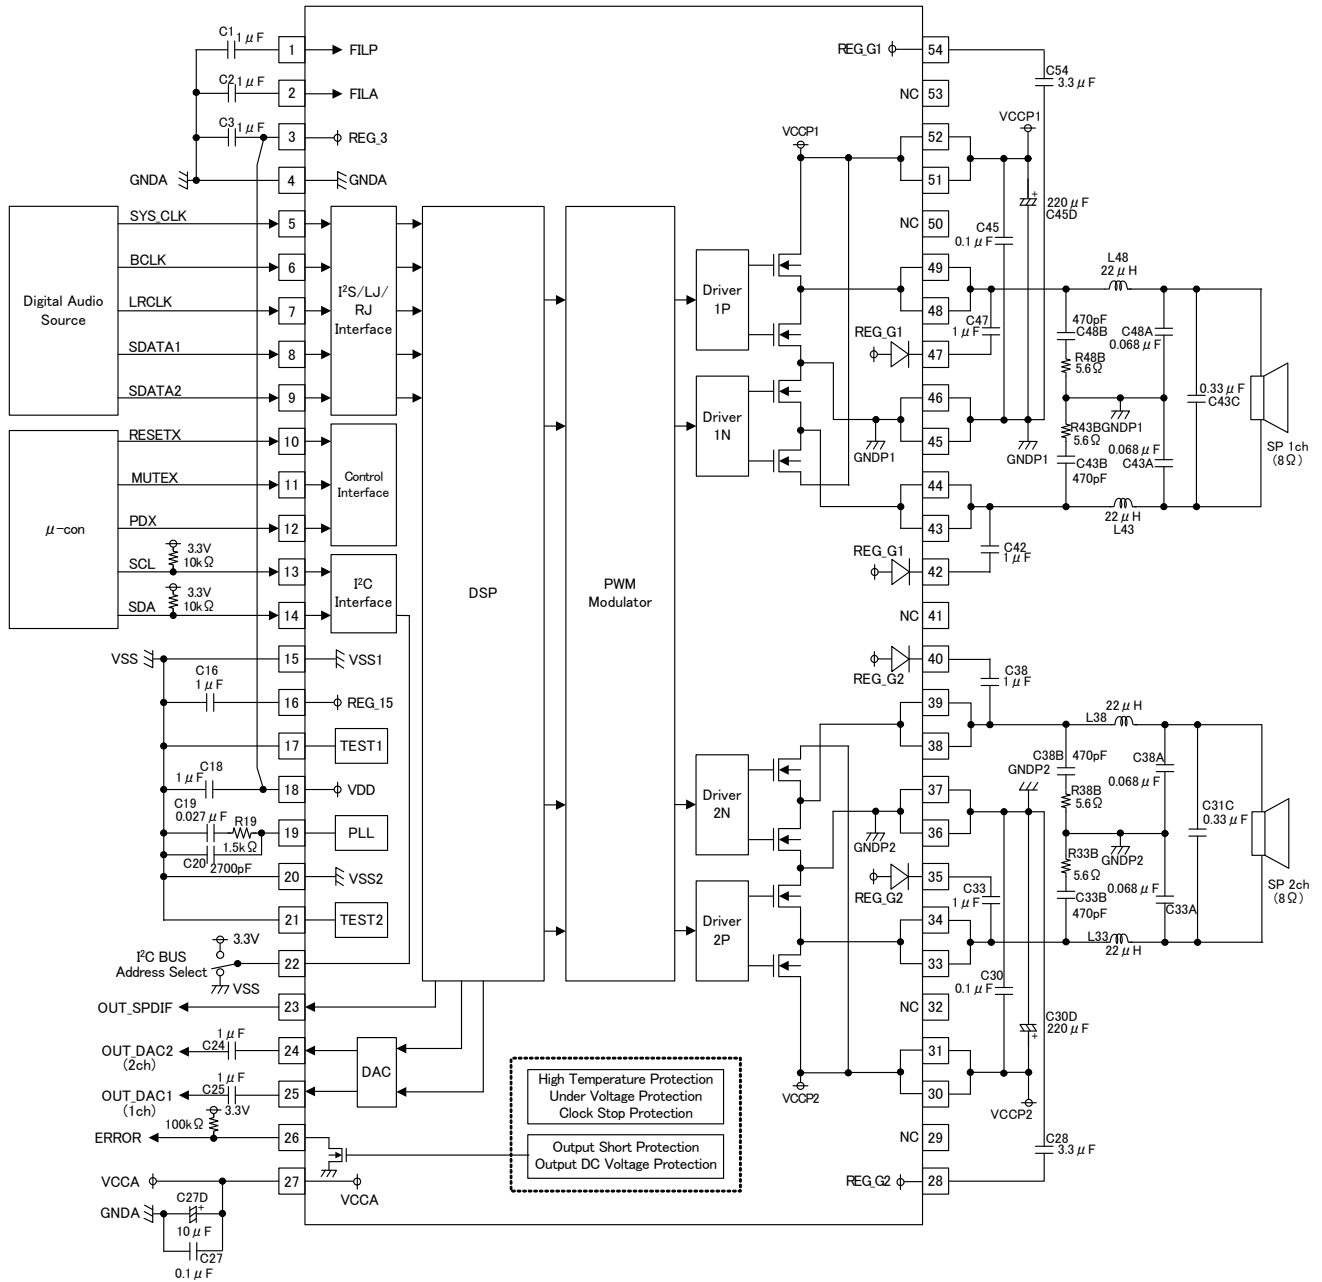 C1
1μF
1
FILP
C2
1μF
2
FILA
C3
1μF
3
REG_3
GNDA
4
GNDA
Digital Audio
Source
SYS_CLK
5
BCLK
6
LRCLK
7
SDATA1
8
SDATA2
9
I²S/LJ/
RJ
Interface
μ-con
RESETX
10
MUTEX
11
PDX
12
Control
Interface
3.3V
10kΩ
SCL
13
3.3V
10kΩ
SDA
14
I²C
Interface
VSS
15
VSS1
C16
1μF
16
REG_15
17
TEST1
C18
1μF
18
VDD
C19
0.027μF
R19
1.5kΩ
19
PLL
C20
2700pF
20
VSS2
21
TEST2
3.3V
I²C BUS
Address Select
VSS
22
OUT_SPDIF
23
1μF
OUT_DAC2
(2ch)
C24
24
1μF
OUT_DAC1
(1ch)
C25
25
DAC
3.3V
100kΩ
ERROR
26
VCCA
27
VCCA
GNDA
C27D
+
10μF
C27
0.1μF
DSP
PWM
Modulator
High Temperature Protection
Under Voltage Protection
Clock Stop Protection
Output Short Protection
Output DC Voltage Protection
Driver
1P
Driver
1N
Driver
2N
Driver
2P
REG_G1
54
C54
3.3μF
NC
53
VCCP1
52
51
VCCP1
+
220μF
C45D
NC
50
C45
0.1μF
49
48
L48
22μH
REG_G1
47
C47
1μF
470pF
C48B
R48B
5.6Ω
C48A
0.068μF
46
45
GNDP1
GNDP1
GNDP1
R43B
5.6Ω
C43B
470pF
0.068μF
C43A
0.33μF
C43C
SP 1ch
(8Ω)
44
43
22μH
L43
REG_G1
42
C42
1μF
NC
41
REG_G2
40
C38
1μF
39
38
22μH
L38
C38B
470pF
R38B
5.6Ω
C38A
0.068μF
GNDP2
37
36
GNDP2
GNDP2
C31C
0.33μF
REG_G2
35
C33
1μF
R33B
5.6Ω
C33B
470pF
0.068μF
C33A
SP 2ch
(8Ω)
34
33
L33
22μH
C30
0.1μF
NC
32
C30D
220μF
+
31
30
VCCP2
VCCP2
NC
29
C28
3.3μF
REG_G2
28